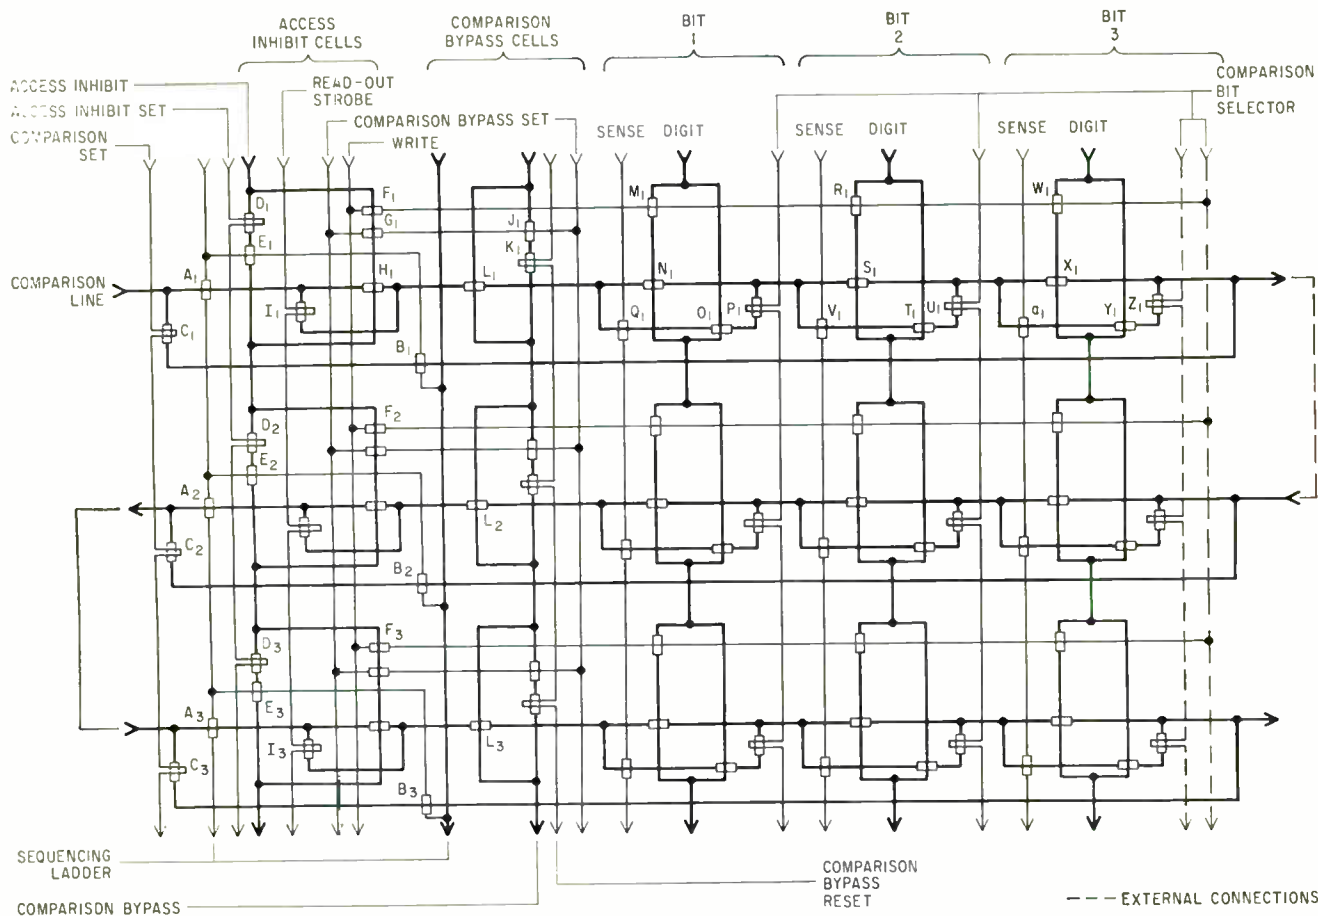 ACCESS
INHIBIT CELLS
COMPARISON
BYPASS CELLS
BIT
1
BIT
2
BIT
3
ACCESS INHIBIT
ACCESS INHIBIT SET
COMPARISON
SET
READ-OUT
STROBE
COMPARISON BYPASS SET
WRITE
SENSE DIGIT
SENSE DIGIT
SENSE DIGIT
COMPARISON
BIT
SELECTOR
COMPARISON
LINE
A1
B1
C1
D1
E1
F1
G1
H1
I1
J1
K1
L1
M1
N1
O1
P1
Q1
R1
S1
T1
U1
V1
W1
X1
Y1
Z1
a1
A2
B2
C2
D2
E2
F2
L2
A3
B3
C3
D3
E3
F3
I3
L3
SEQUENCING
LADDER
COMPARISON BYPASS
COMPARISON
BYPASS
RESET
EXTERNAL CONNECTIONS